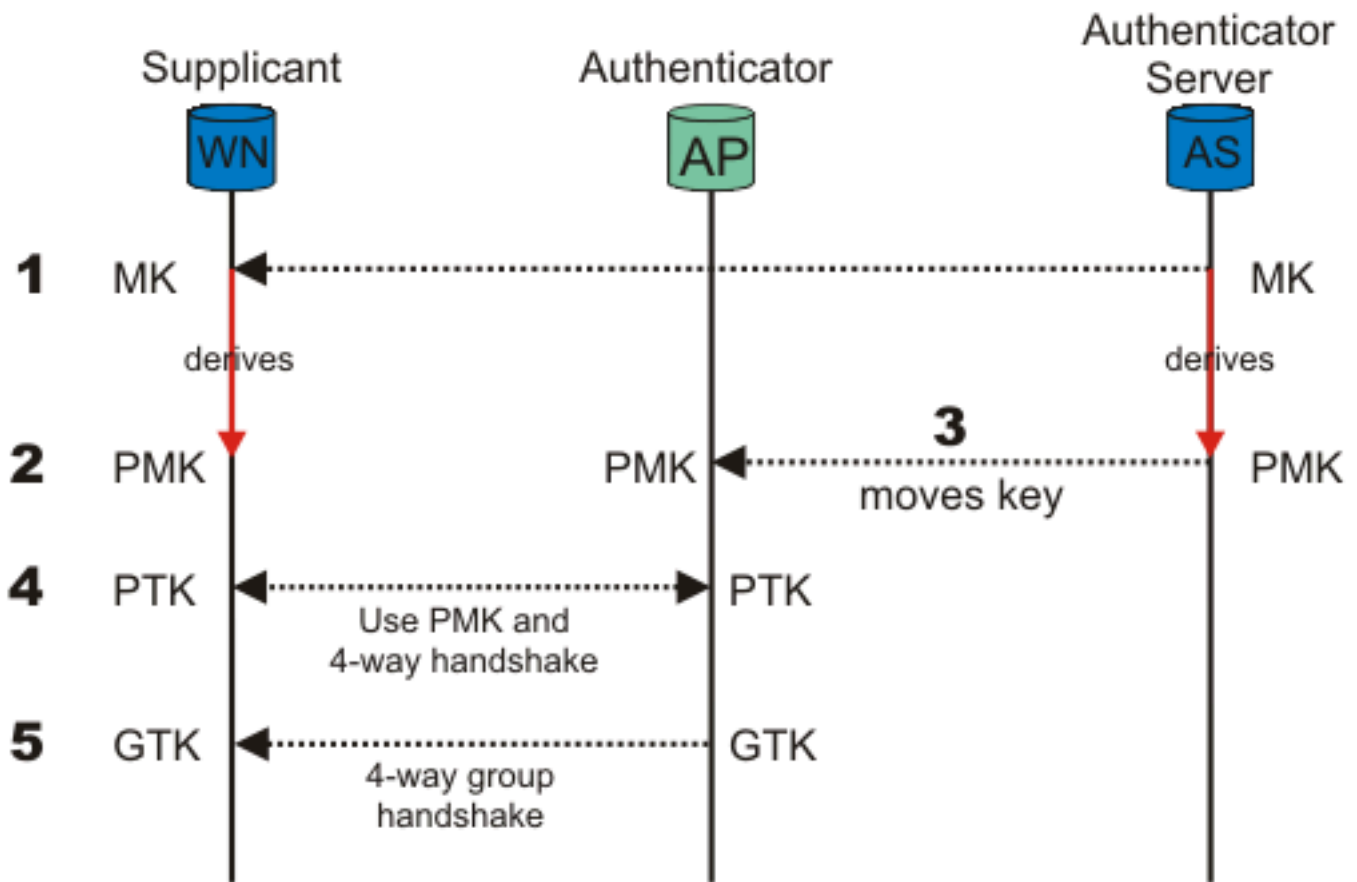 Supplicant
Authenticator
Authenticator
Server
WN
AP
AS
1
MK
MK
derives
derives
3
2
PMK
PMK
moves key
PMK
4
PTK
PTK
Use PMK and
4-way handshake
5
GTK
GTK
4-way group
handshake